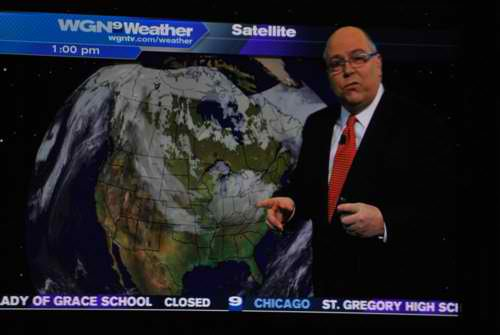 WGN9 Weather
wgntv.com/weather
1:00 pm
Satellite
ADY OF GRACE SCHOOL CLOSED 9 CHICAGO ST. GREGORY HIGH SCI